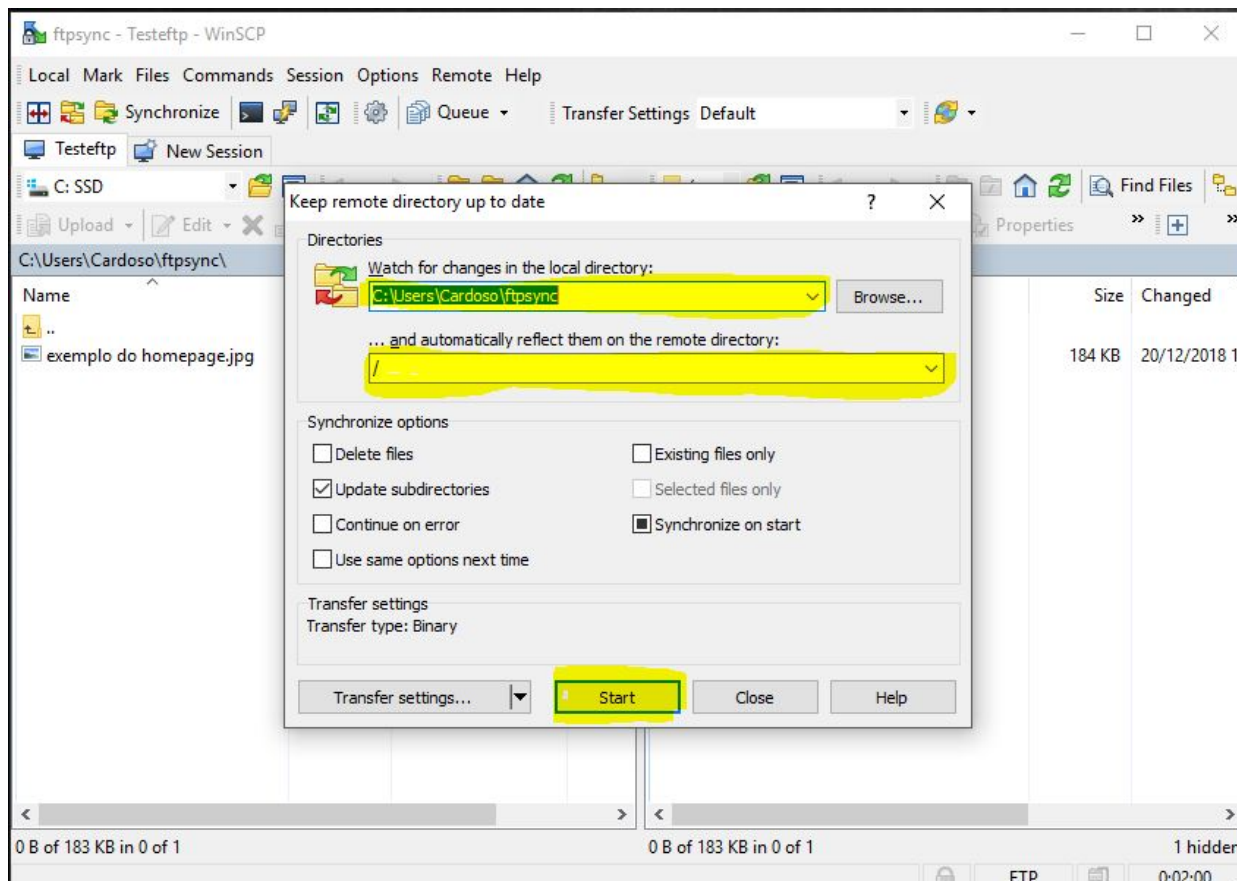 ftpsync - Testeftp - WinSCP
Local Mark Files Commands Session Options Remote Help
Synchronize Queue Transfer Settings Default
Testeftp New Session
C: SSD Find Files
Upload Edit Properties
C:\Users\Cardoso\ftpsync\
Name Size Changed
..
exemplo do homepage.jpg 184 KB 20/12/2018 1
Keep remote directory up to date ?
Directories
Watch for changes in the local directory:
C:\Users\Cardoso\ftpsync Browse...
... and automatically reflect them on the remote directory:
/
Synchronize options
Delete files Existing files only
Update subdirectories Selected files only
Continue on error Synchronize on start
Use same options next time
Transfer settings
Transfer type: Binary
Transfer settings... Start Close Help
0 B of 183 KB in 0 of 1 0 B of 183 KB in 0 of 1 1 hidden
FTP 0:02:00